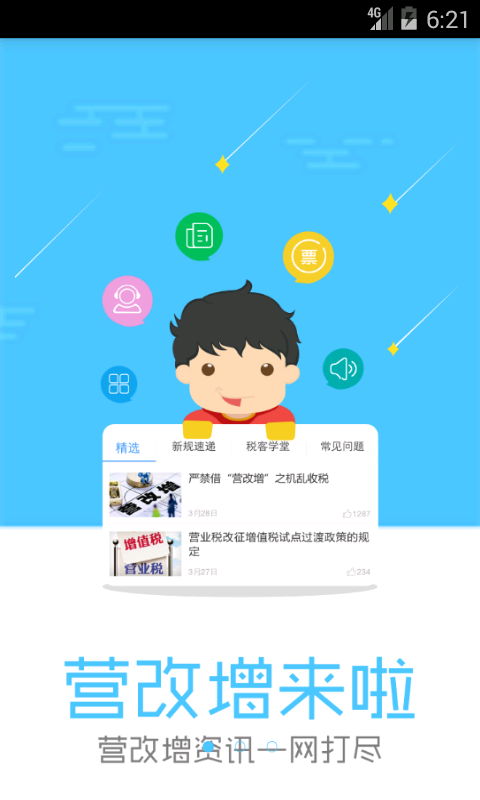 4G 6:21
票
精选 新规速递 税客学堂 常见问题
营改增
严禁借“营改增”之机乱收税
3月28日 1287
增值税
营业税
营业税改征增值税试点过渡政策的规
定
3月27日 234
营改增来啦
营改增资讯一网打尽